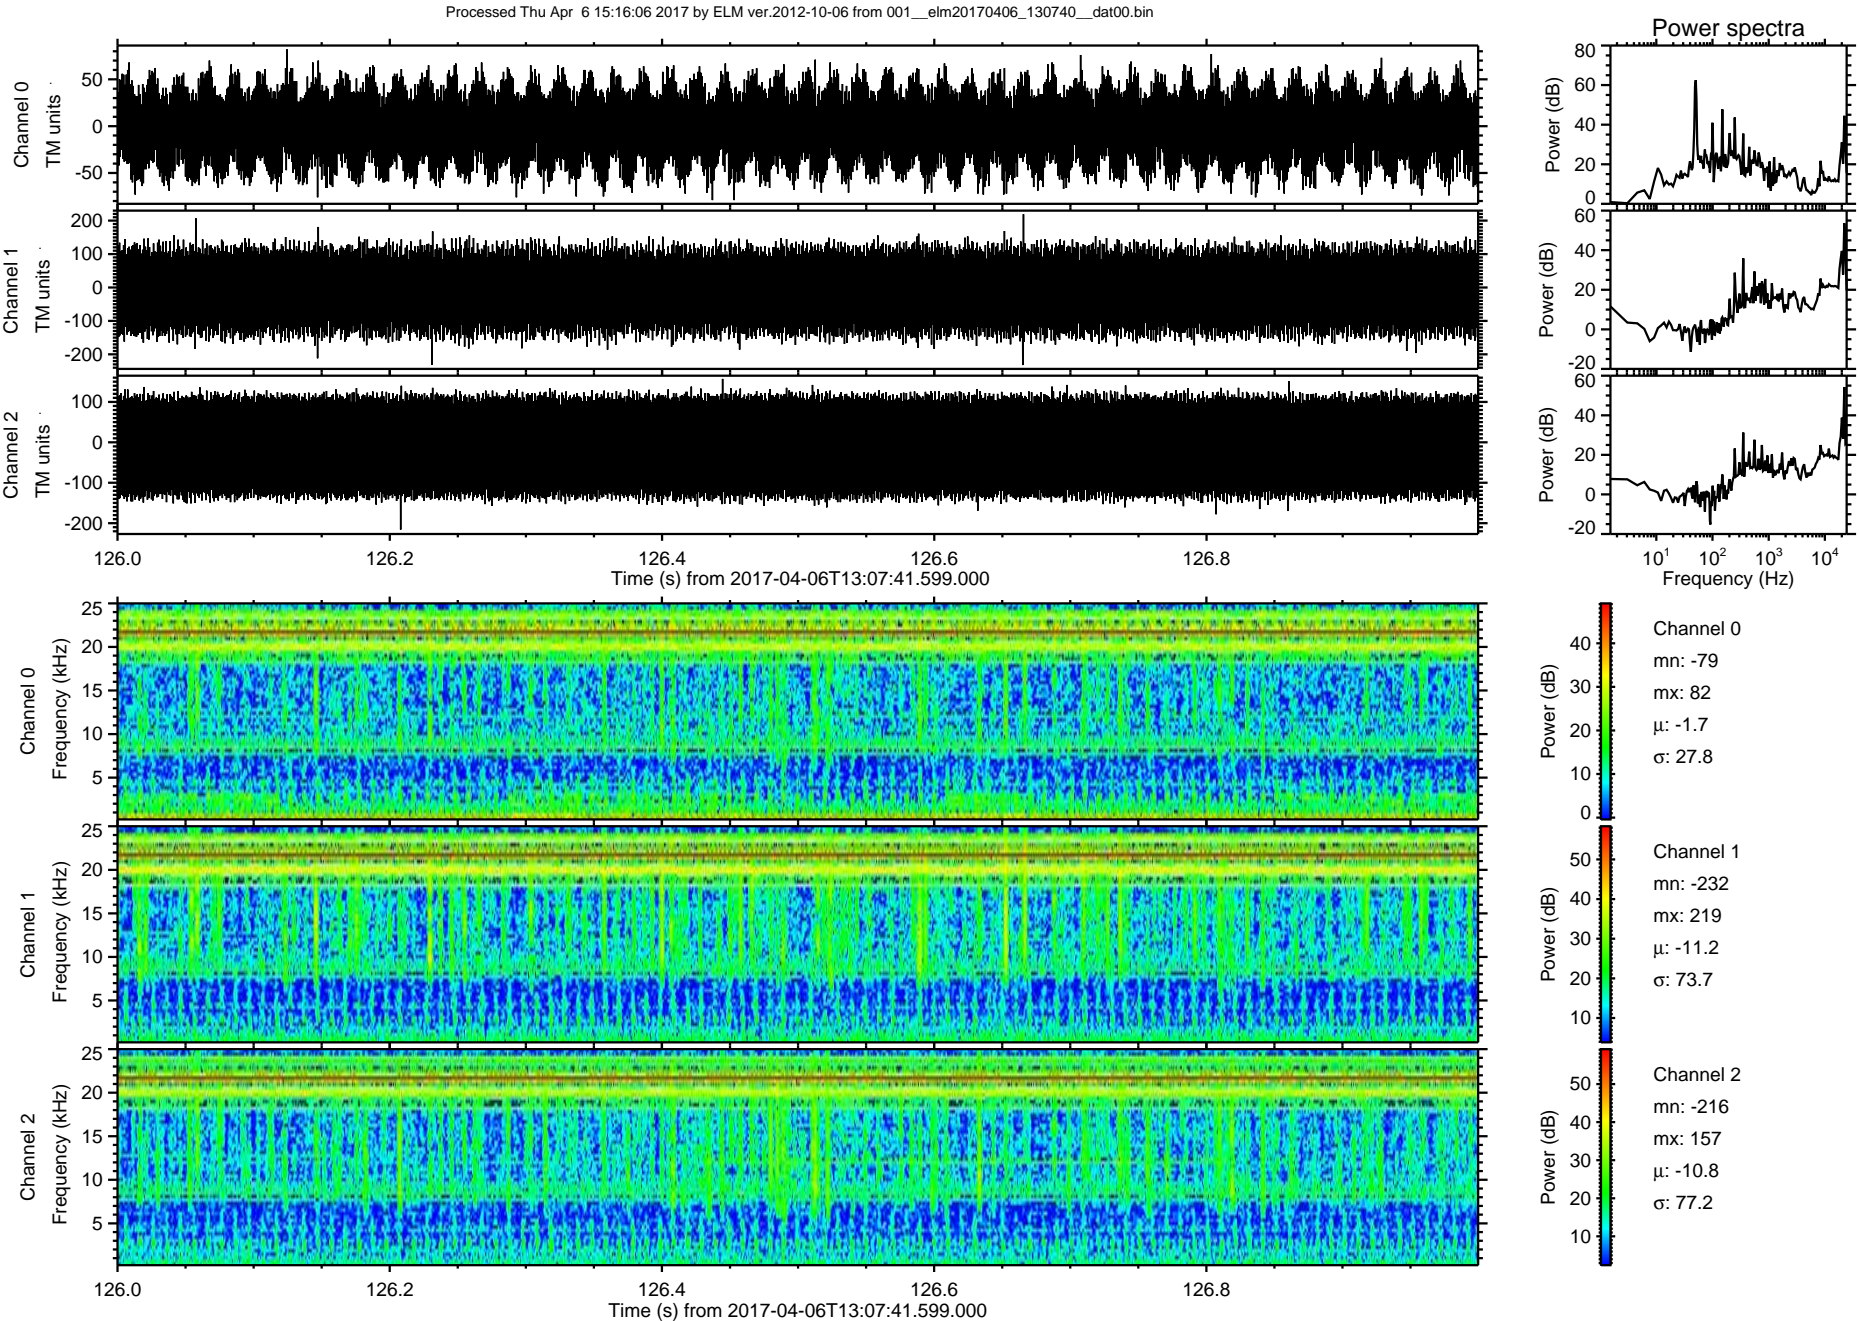 Processed Thu Apr  6 15:16:06 2017 by ELM ver.2012-10-06 from 001__elm20170406_130740__dat00.bin
Power spectra
Channel 0
TM units
50
0
-50
Power (dB)
80
60
40
20
0
Channel 1
TM units
200
100
0
-100
-200
Power (dB)
60
40
20
0
-20
Channel 2
TM units
100
0
-100
-200
Power (dB)
60
40
20
0
-20
126.0 126.2 126.4 126.6 126.8
Time (s) from 2017-04-06T13:07:41.599.000
10¹ 10² 10³ 10⁴
Frequency (Hz)
Channel 0
Frequency (kHz)
25
20
15
10
5
Power (dB)
40
30
20
10
0
Channel 0
mn: -79
mx: 82
μ: -1.7
σ: 27.8
Channel 1
Frequency (kHz)
25
20
15
10
5
Power (dB)
50
40
30
20
10
Channel 1
mn: -232
mx: 219
μ: -11.2
σ: 73.7
Channel 2
Frequency (kHz)
25
20
15
10
5
Power (dB)
50
40
30
20
10
Channel 2
mn: -216
mx: 157
μ: -10.8
σ: 77.2
126.0 126.2 126.4 126.6 126.8
Time (s) from 2017-04-06T13:07:41.599.000